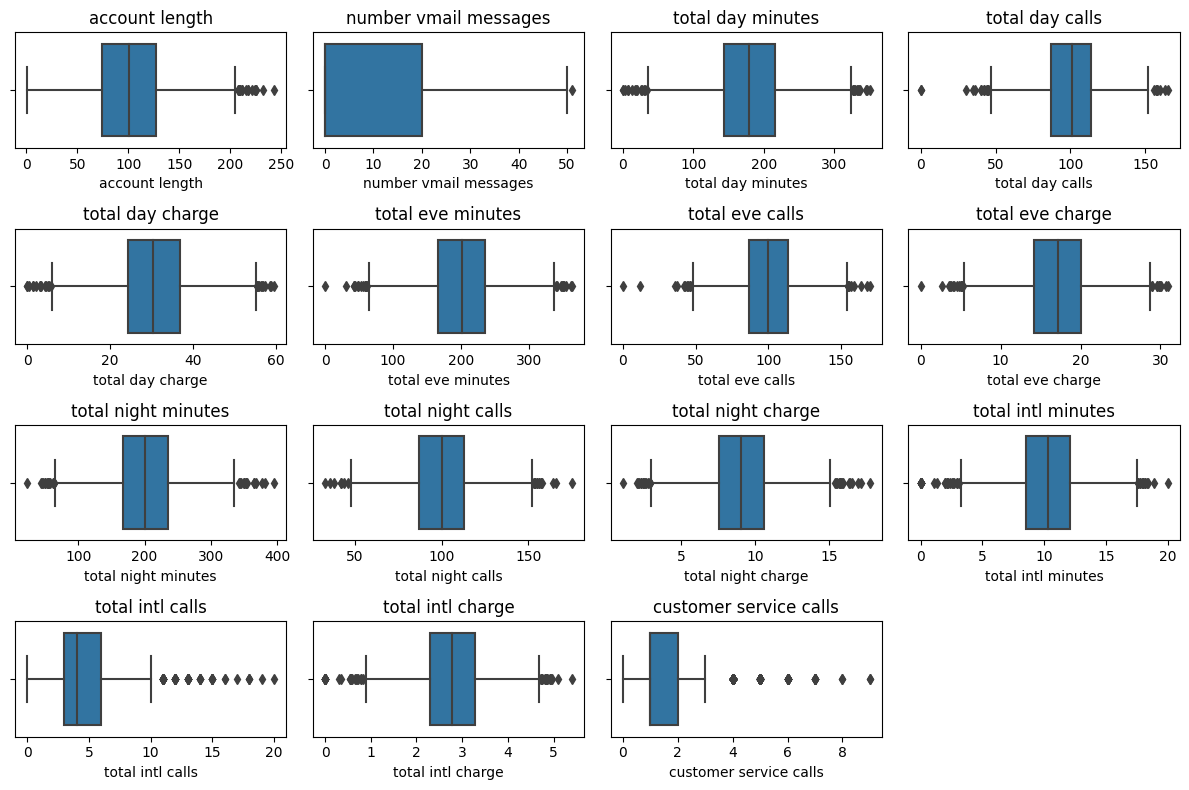 account length
number vmail messages
total day minutes
total day calls
0 50 100 150 200 250
0 10 20 30 40 50
0 100 200 300
0 50 100 150
account length
number vmail messages
total day minutes
total day calls
total day charge
total eve minutes
total eve calls
total eve charge
0 20 40 60
0 100 200 300
0 50 100 150
0 10 20 30
total day charge
total eve minutes
total eve calls
total eve charge
total night minutes
total night calls
total night charge
total intl minutes
100 200 300 400
50 100 150
5 10 15
0 5 10 15 20
total night minutes
total night calls
total night charge
total intl minutes
total intl calls
total intl charge
customer service calls
0 5 10 15 20
0 1 2 3 4 5
0 2 4 6 8
total intl calls
total intl charge
customer service calls